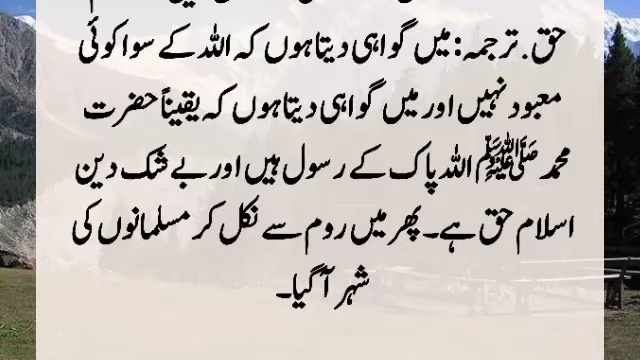 حق. ترجمہ: میں گواہی دیتا ہوں کہ اللہ کے سوا کوئی
معبود نہیں اور میں گواہی دیتا ہوں کہ یقیناً حضرت
محمد ﷺ اللہ پاک کے رسول ہیں اور بے شک دین
اسلام حق ہے۔ پھر میں روم سے نکل کر مسلمانوں کی
شہر آ گیا۔